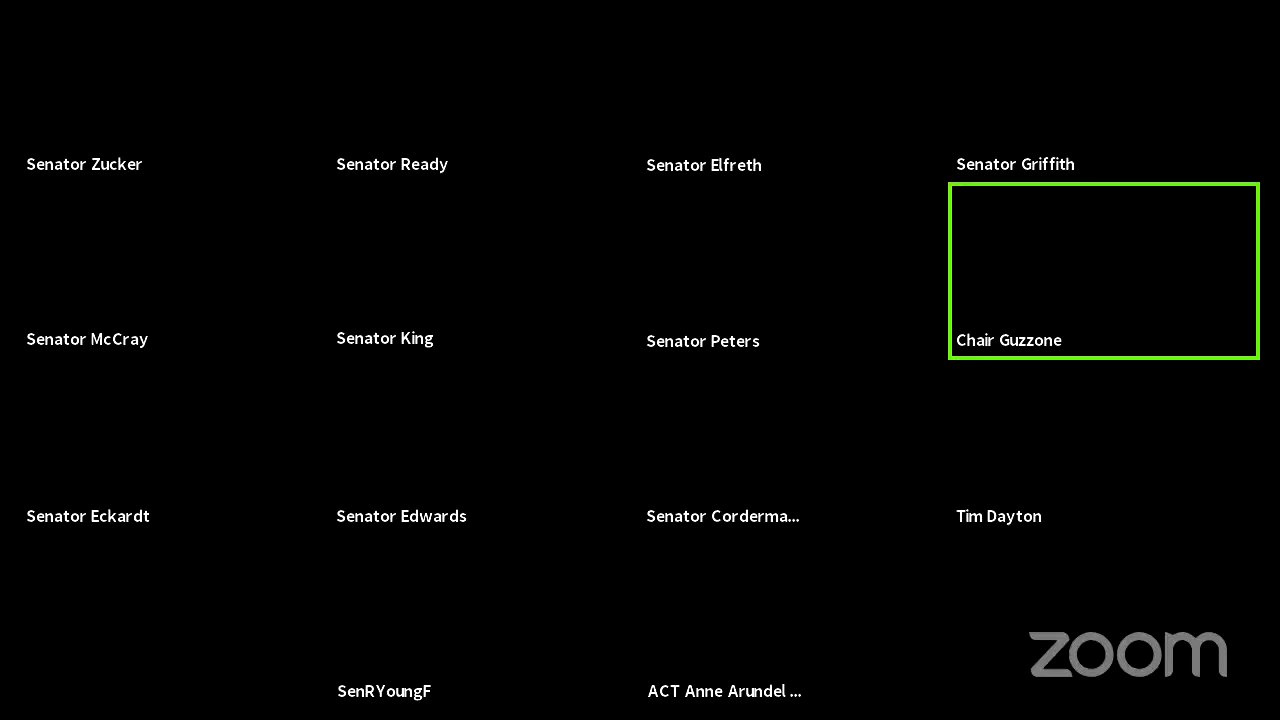 Senator Zucker
Senator Ready
Senator Elfreth
Senator Griffith
Senator McCray
Senator King
Senator Peters
Chair Guzzone
Senator Eckardt
Senator Edwards
Senator Corderma...
Tim Dayton
SenRYoungF
ACT Anne Arundel ...
zoom